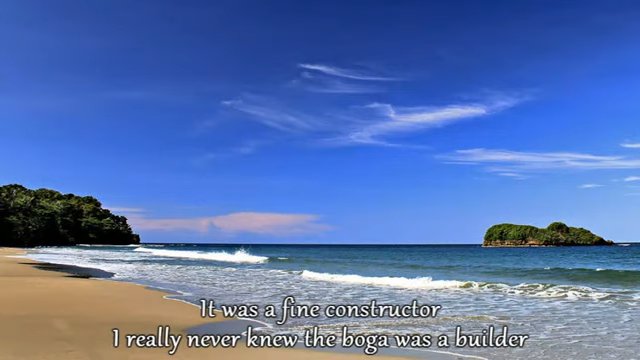 It was a fine constructor
I really never knew the boga was a builder